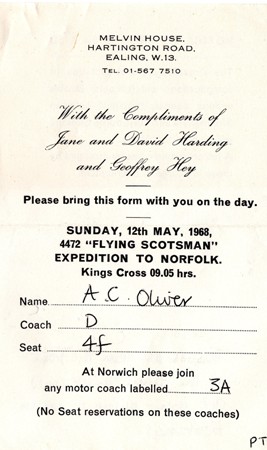 MELVIN HOUSE,
HARTINGTON ROAD,
EALING, W.13.
TEL. 01-567 7510
With the Compliments of
Jane and David Harding
and Geoffrey Hey
Please bring this form with you on the day.
SUNDAY, 12th MAY, 1968,
4472 "FLYING SCOTSMAN"
EXPEDITION TO NORFOLK.
Kings Cross 09.05 hrs.
Name A. C. Oliver
Coach D
Seat 4f
At Norwich please join
any motor coach labelled 3A
(No Seat reservations on these coaches)
PT